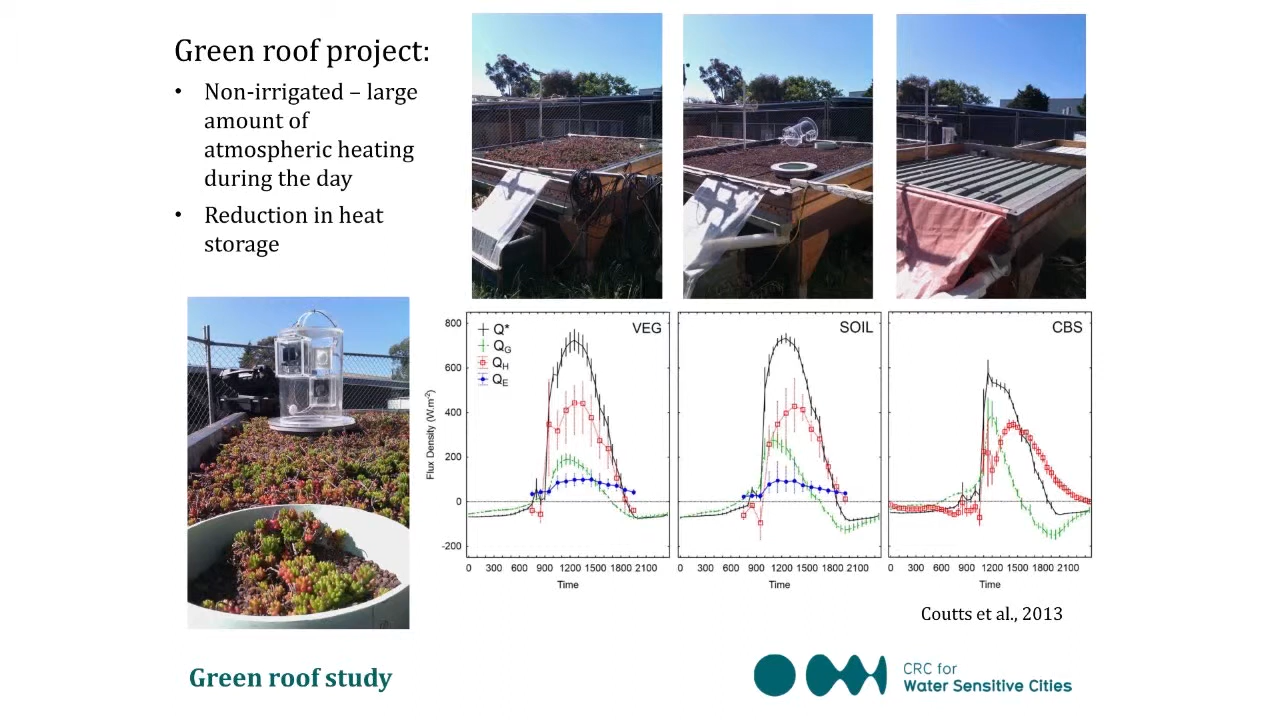 Green roof project:
• Non-irrigated – large
amount of
atmospheric heating
during the day
• Reduction in heat
storage
VEG
SOIL
CBS
Q*
QG
QH
QE
Flux Density (W.m-2)
800
600
400
200
0
-200
0 300 600 900 1200 1500 1800 2100
0 300 600 900 1200 1500 1800 2100
0 300 600 900 1200 1500 1800 2100
Time
Time
Time
Coutts et al., 2013
Green roof study
CRC for
Water Sensitive Cities